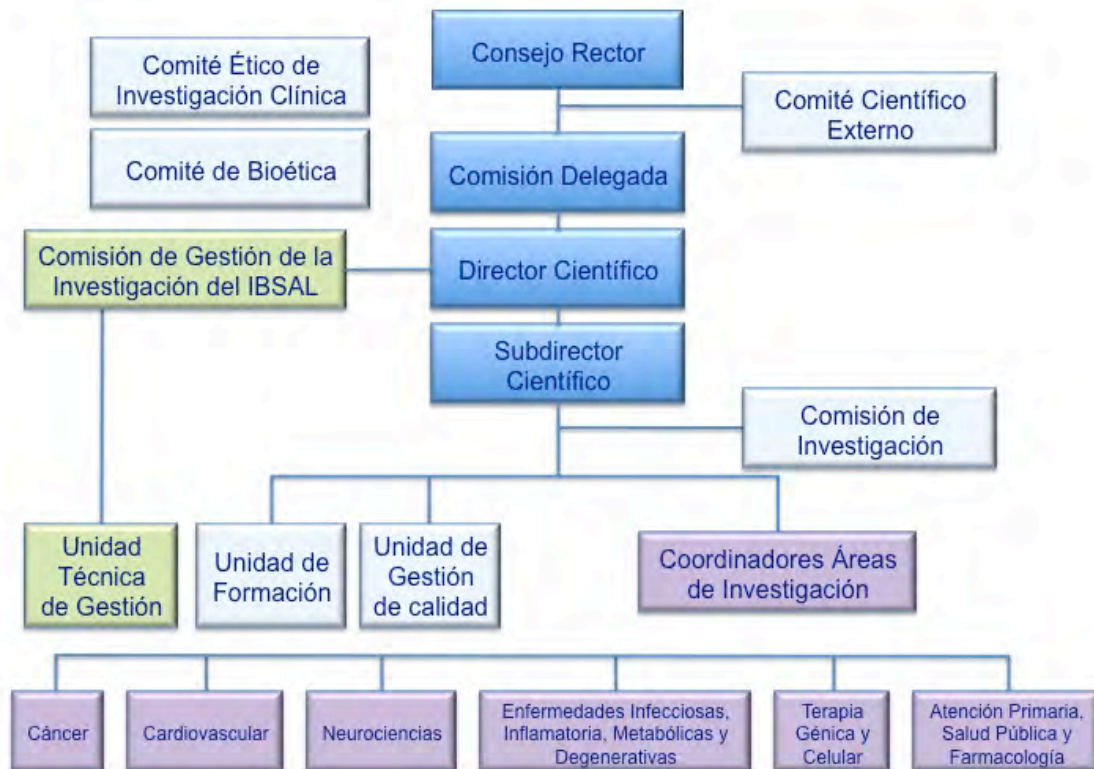 Consejo Rector
Comité Ético de
Investigación Clínica
Comité Científico
Externo
Comité de Bioética
Comisión Delegada
Comisión de Gestión de la
Investigación del IBSAL
Director Científico
Subdirector
Científico
Comisión de
Investigación
Unidad
Técnica
de Gestión
Unidad de
Formación
Unidad de
Gestión
de calidad
Coordinadores Áreas
de Investigación
Cáncer
Cardiovascular
Neurociencias
Enfermedades Infecciosas,
Inflamatoria, Metabólicas y
Degenerativas
Terapia
Génica y
Celular
Atención Primaria,
Salud Pública y
Farmacología